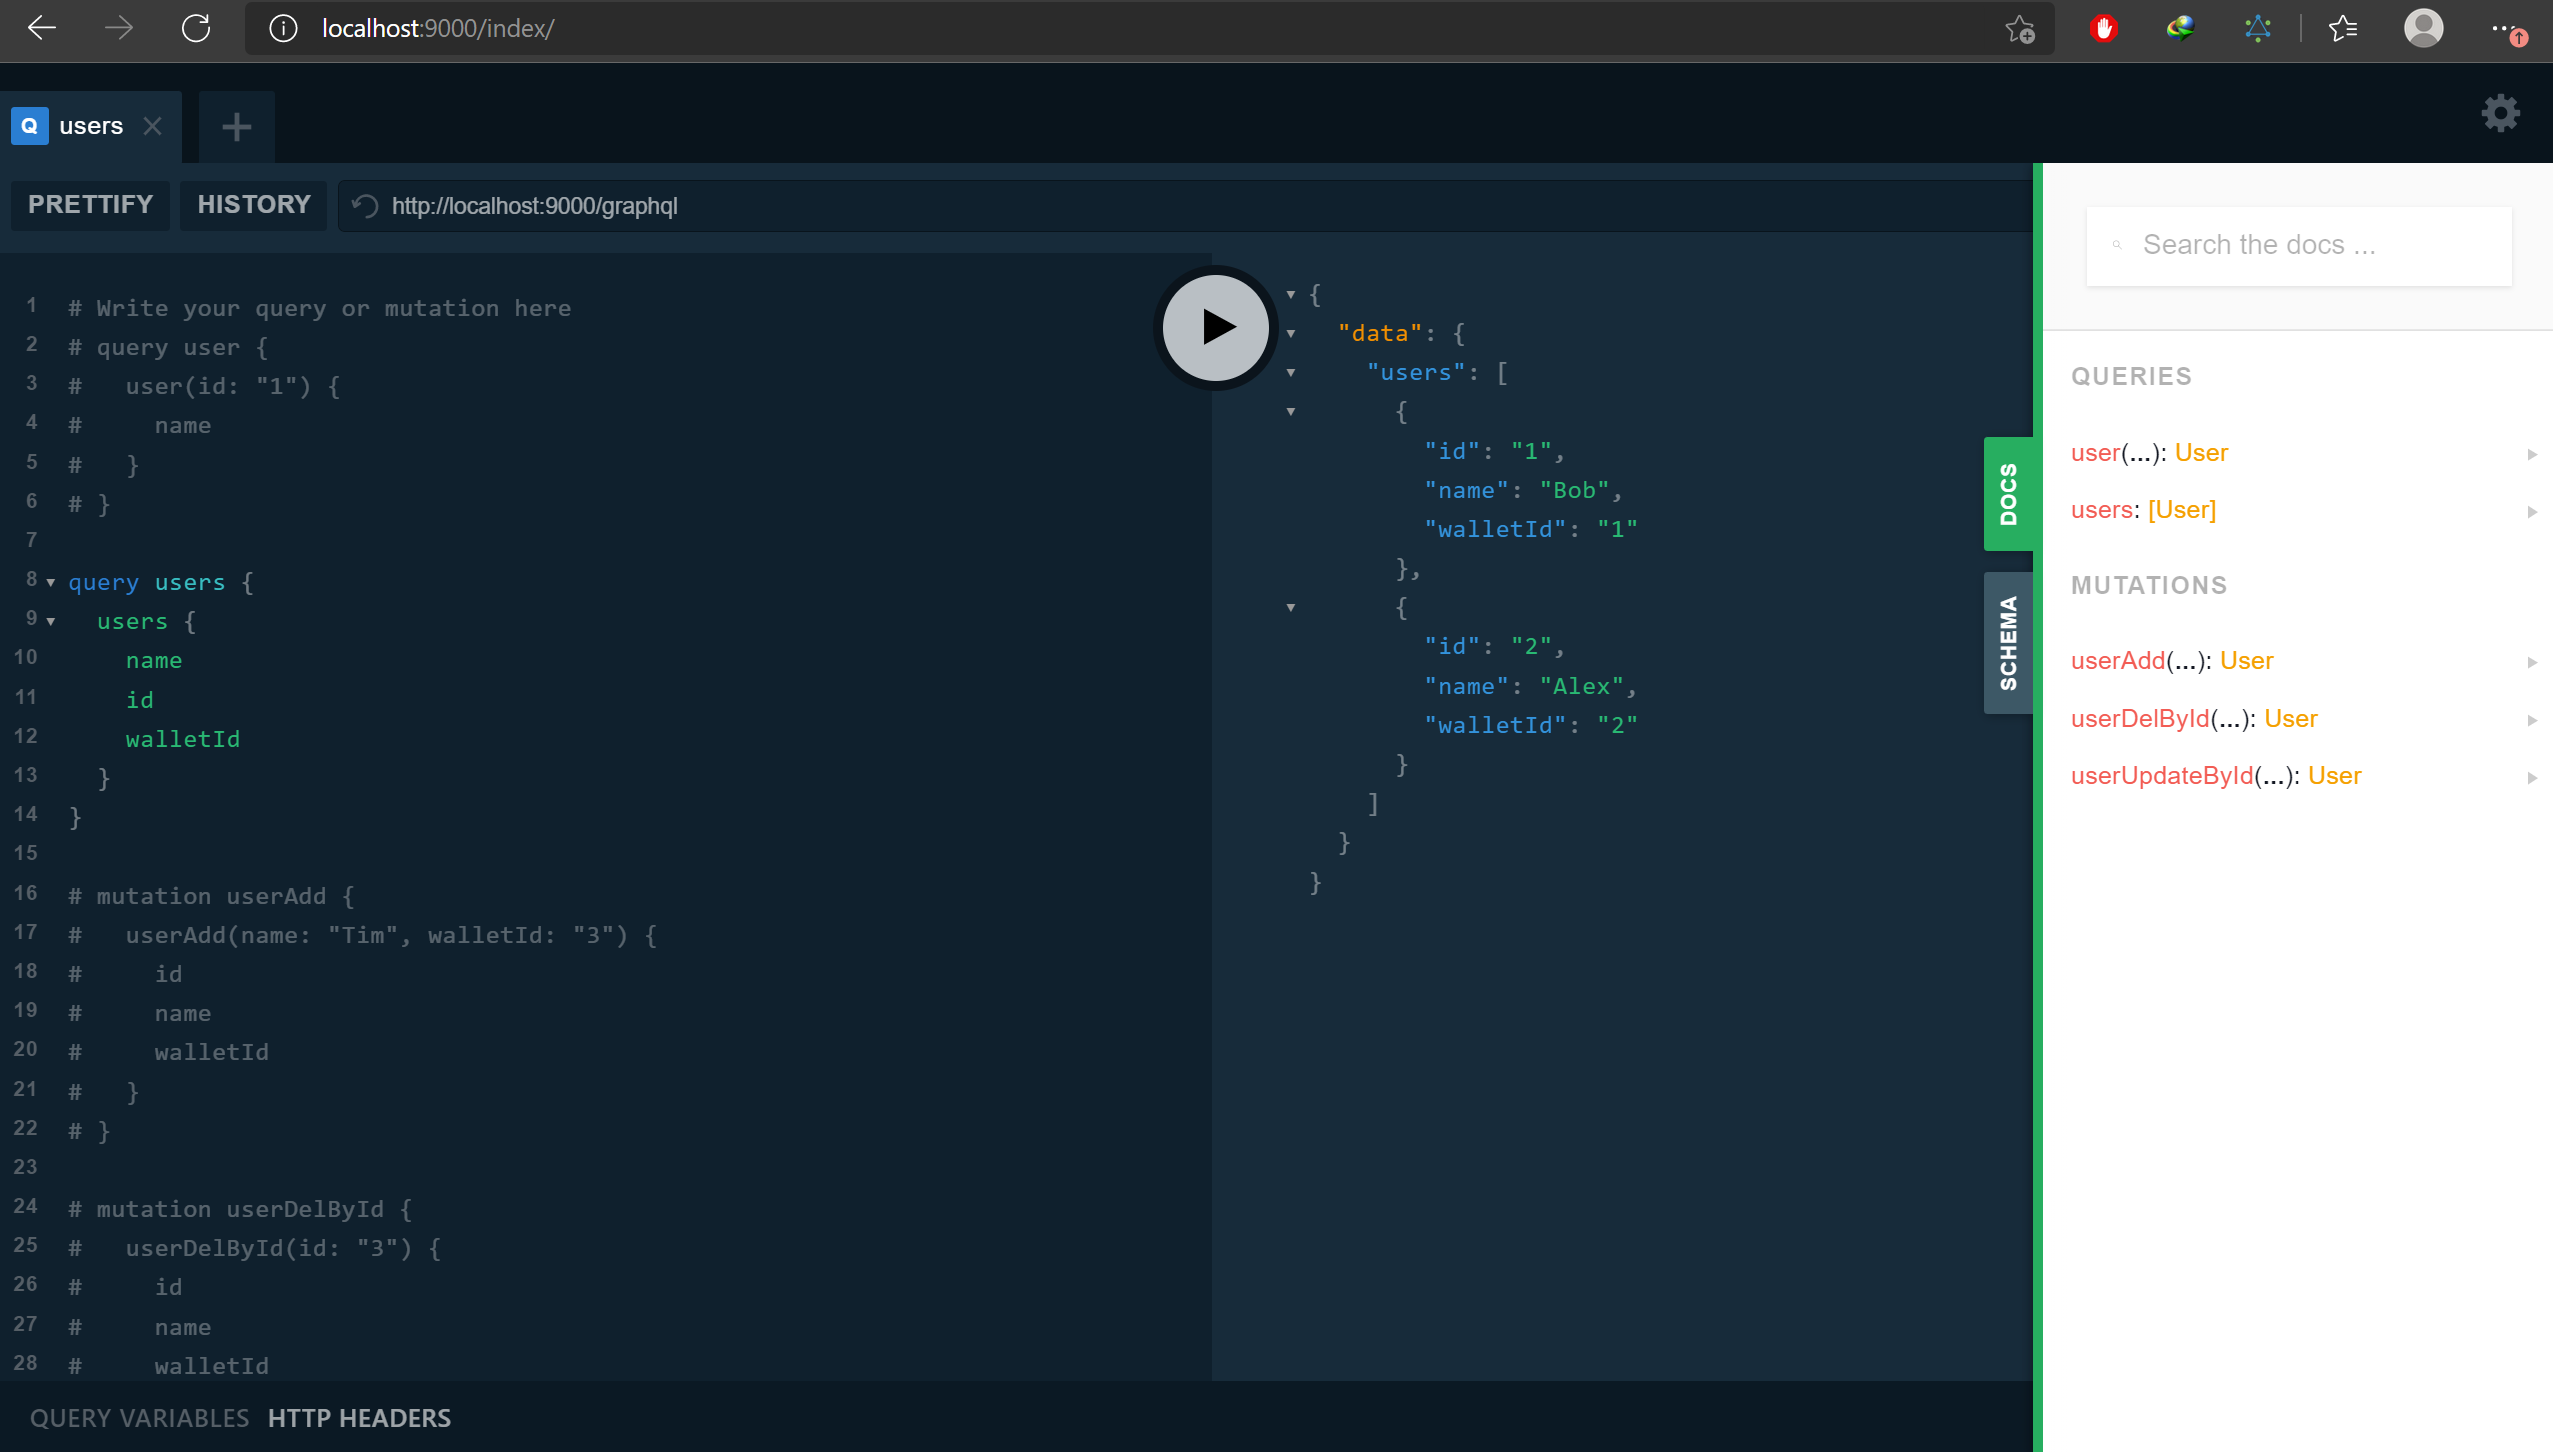 localhost:9000/index/
Q users
PRETTIFY HISTORY http://localhost:9000/graphql
1 # Write your query or mutation here
2 # query user {
3 #   user(id: "1") {
4 #     name
5 #   }
6 # }
7
8 query users {
9   users {
10     name
11     id
12     walletId
13   }
14 }
15
16 # mutation userAdd {
17 #   userAdd(name: "Tim", walletId: "3") {
18 #     id
19 #     name
20 #     walletId
21 #   }
22 # }
23
24 # mutation userDelById {
25 #   userDelById(id: "3") {
26 #     id
27 #     name
28 #     walletId
QUERY VARIABLES HTTP HEADERS
{
  "data": {
    "users": [
      {
        "id": "1",
        "name": "Bob",
        "walletId": "1"
      },
      {
        "id": "2",
        "name": "Alex",
        "walletId": "2"
      }
    ]
  }
}
DOCS
SCHEMA
Search the docs ...
QUERIES
user(...): User
users: [User]
MUTATIONS
userAdd(...): User
userDelById(...): User
userUpdateById(...): User